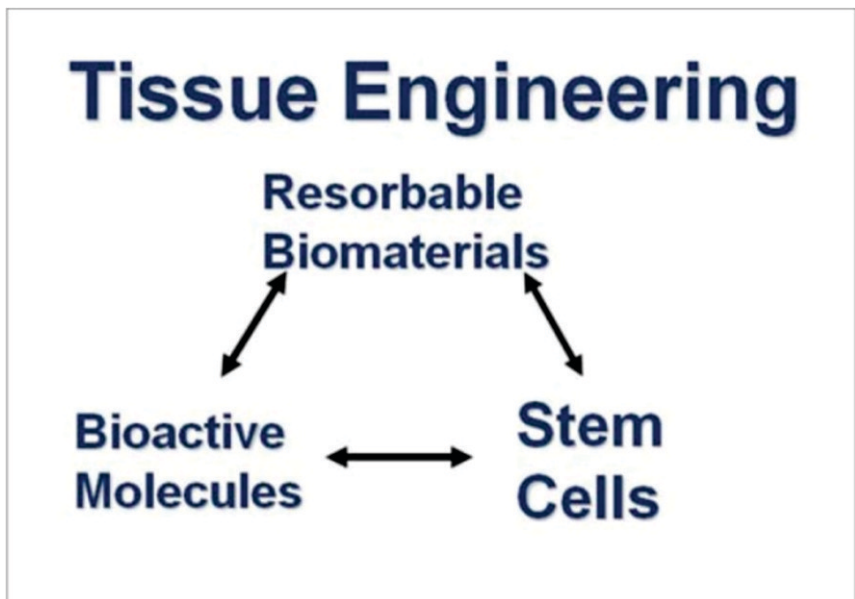 Tissue Engineering
Resorbable
Biomaterials
Bioactive
Molecules
Stem
Cells